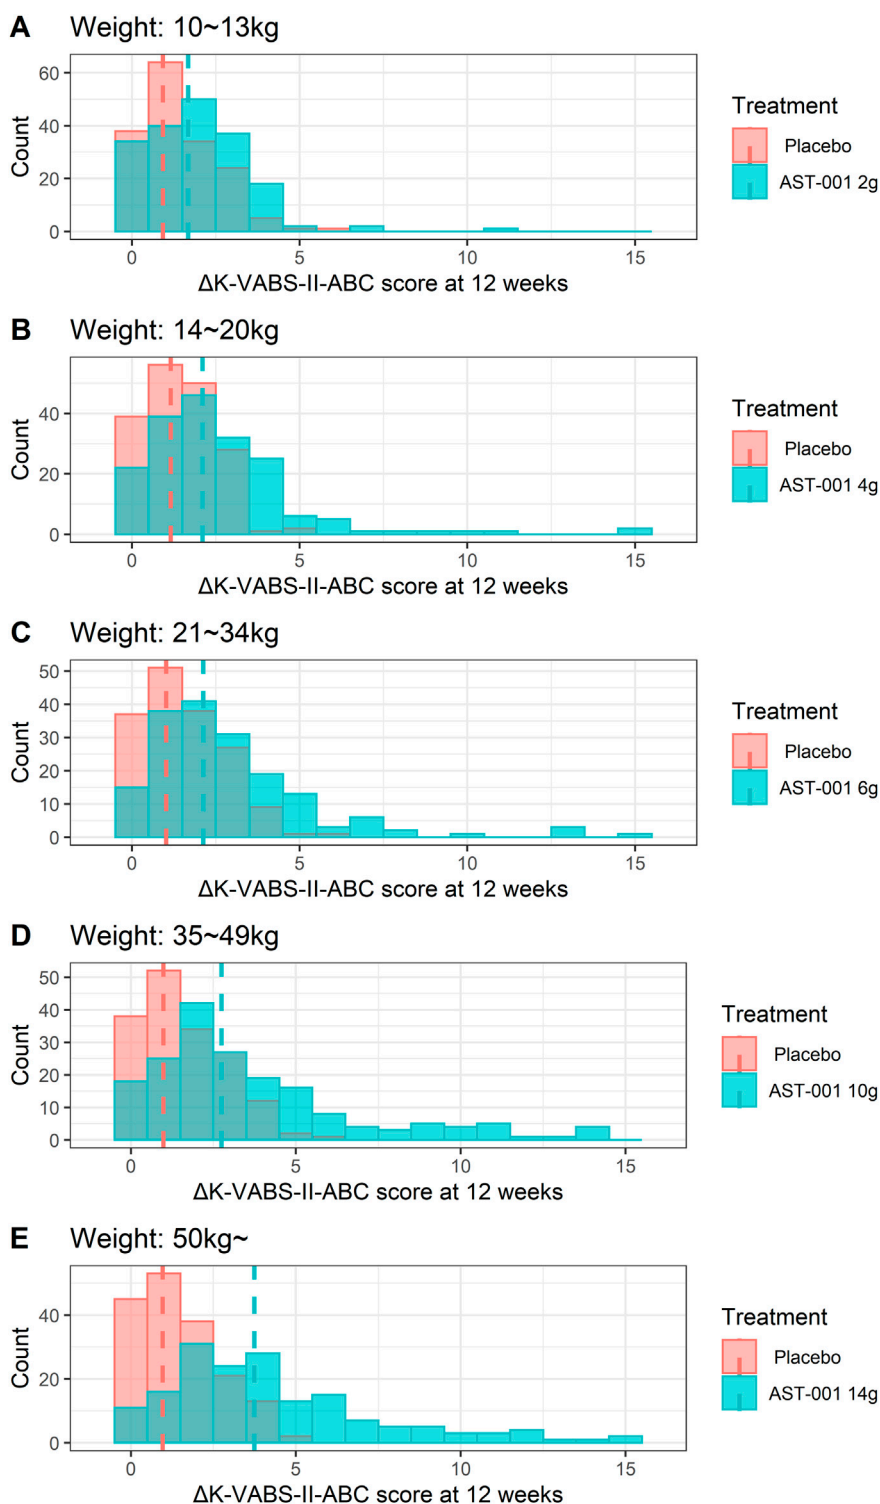 A Weight: 10~13kg
60
40
20
0
Count
0 5 10 15
ΔK-VABS-II-ABC score at 12 weeks
Treatment
Placebo
AST-001 2g
B Weight: 14~20kg
40
20
0
Count
0 5 10 15
ΔK-VABS-II-ABC score at 12 weeks
Treatment
Placebo
AST-001 4g
C Weight: 21~34kg
50
40
30
20
10
0
Count
0 5 10 15
ΔK-VABS-II-ABC score at 12 weeks
Treatment
Placebo
AST-001 6g
D Weight: 35~49kg
50
40
30
20
10
0
Count
0 5 10 15
ΔK-VABS-II-ABC score at 12 weeks
Treatment
Placebo
AST-001 10g
E Weight: 50kg~
40
20
0
Count
0 5 10 15
ΔK-VABS-II-ABC score at 12 weeks
Treatment
Placebo
AST-001 14g